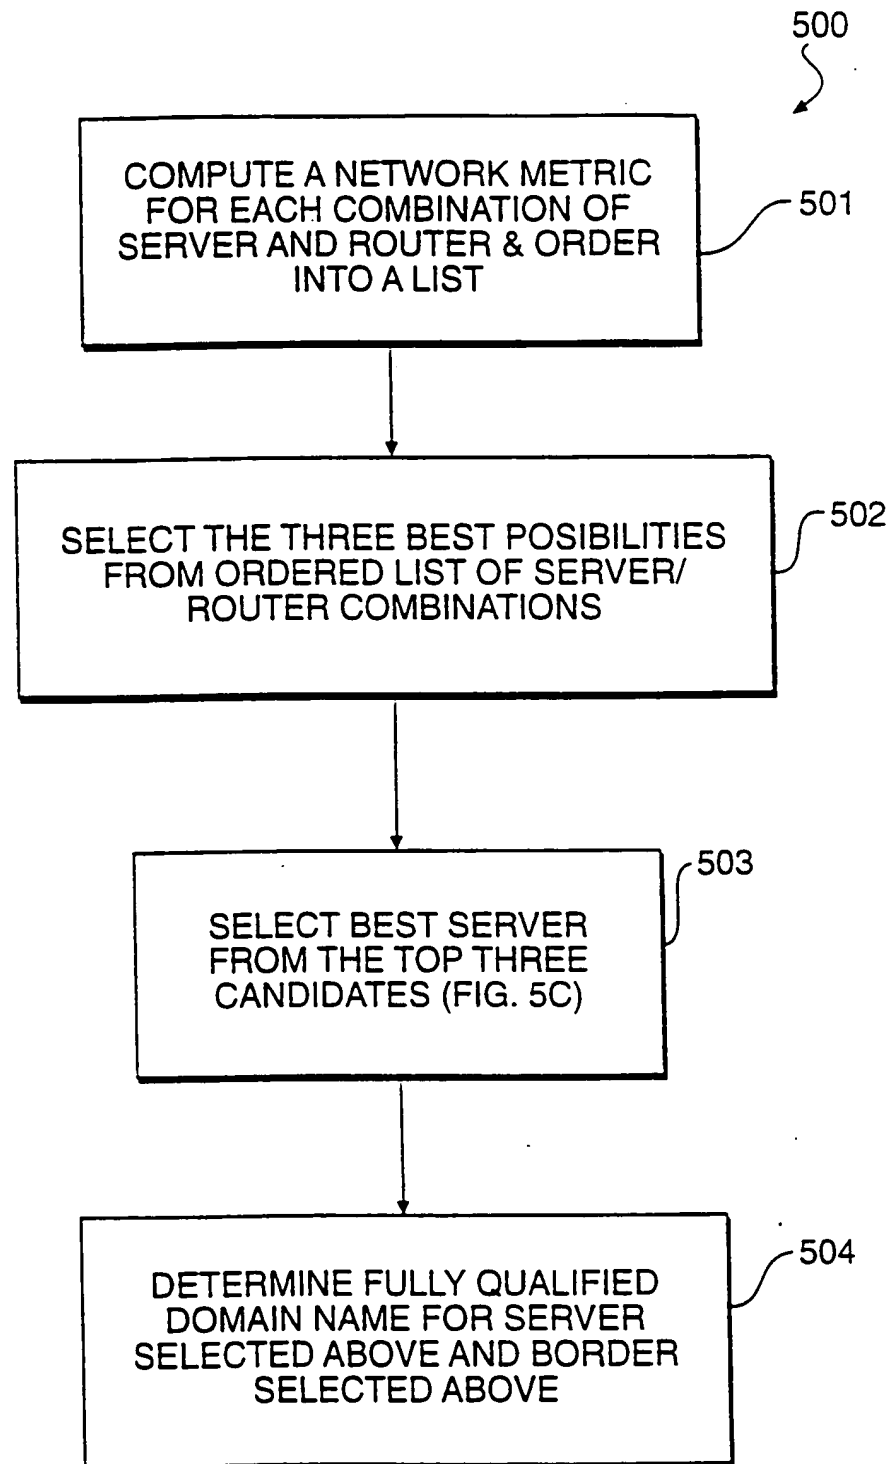 500
COMPUTE A NETWORK METRIC
FOR EACH COMBINATION OF
SERVER AND ROUTER & ORDER
INTO A LIST
501
SELECT THE THREE BEST POSIBILITIES
FROM ORDERED LIST OF SERVER/
ROUTER COMBINATIONS
502
SELECT BEST SERVER
FROM THE TOP THREE
CANDIDATES (FIG. 5C)
503
DETERMINE FULLY QUALIFIED
DOMAIN NAME FOR SERVER
SELECTED ABOVE AND BORDER
SELECTED ABOVE
504